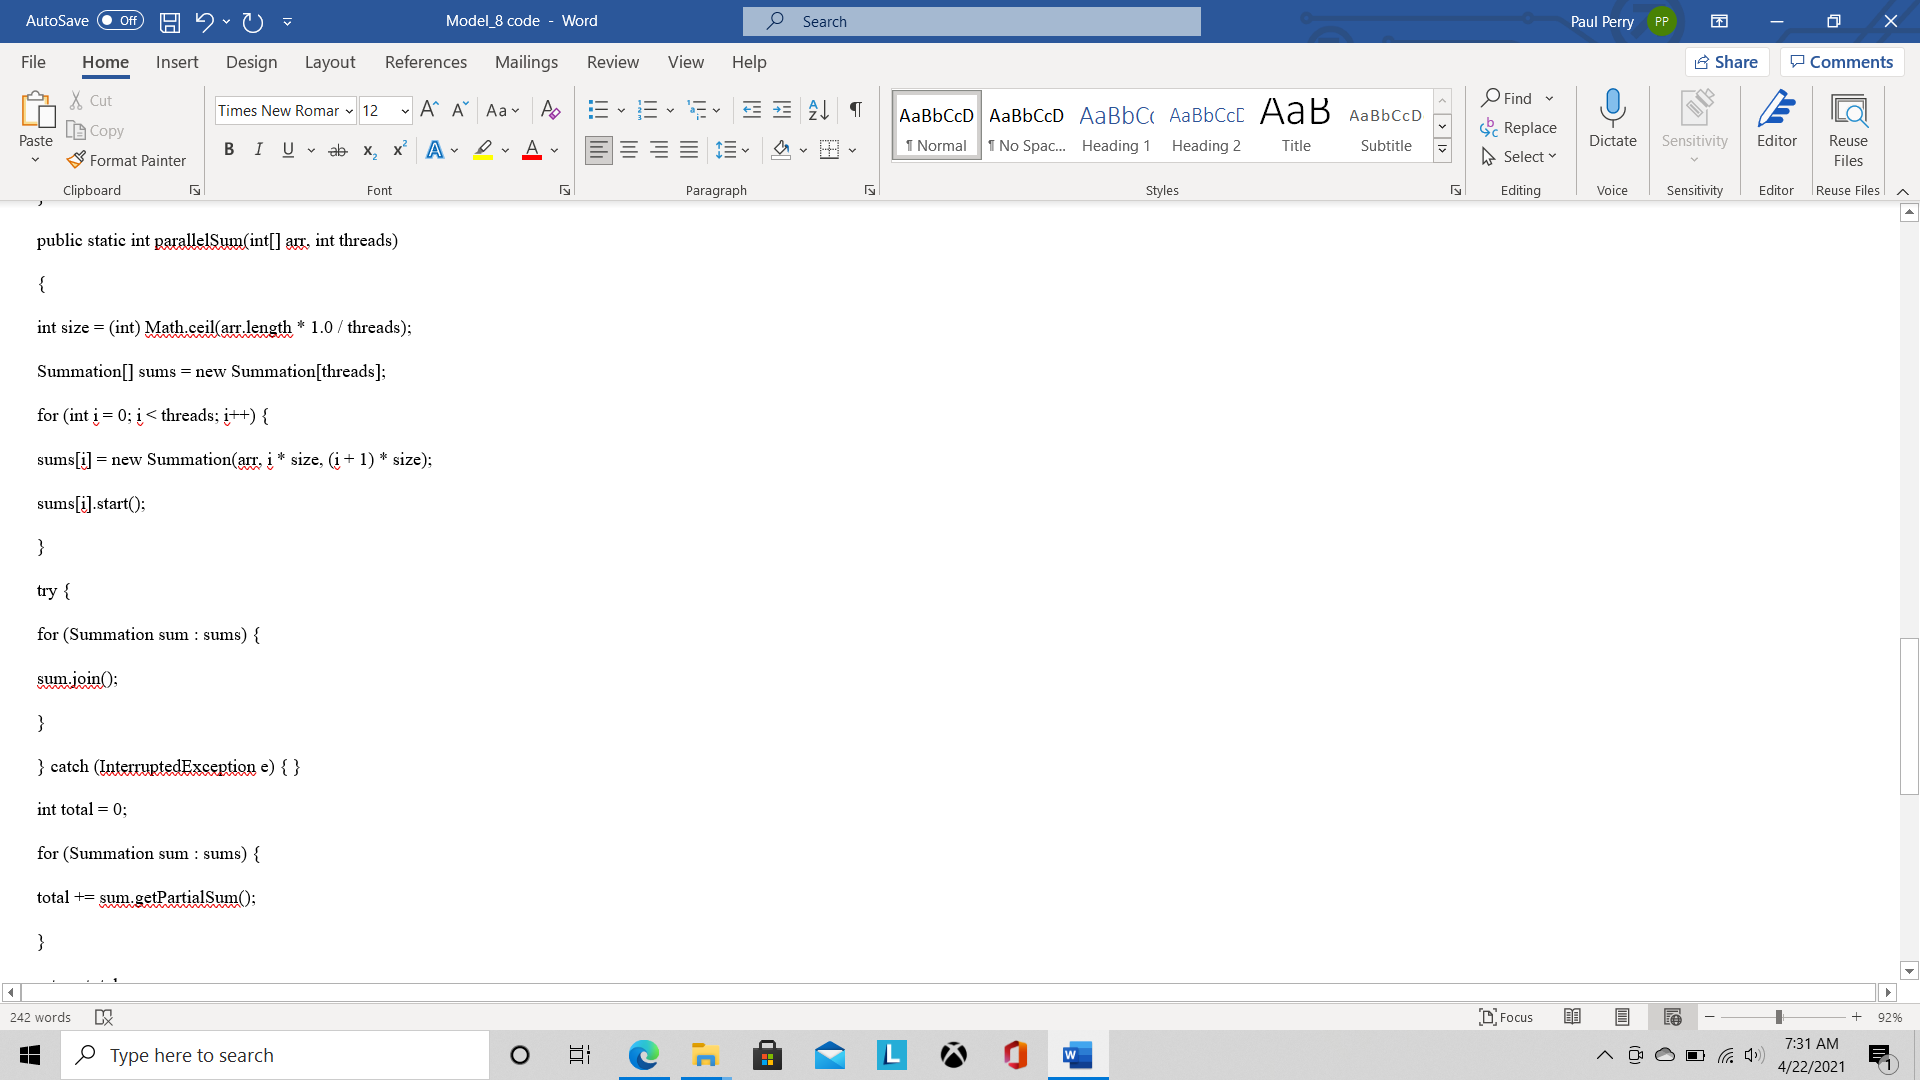 AutoSave Off Model_8 code - Word Search Paul Perry PP
File Home Insert Design Layout References Mailings Review View Help Share Comments
Paste Cut Copy Format Painter
Clipboard
Times New Romar 12 A A Aa A
B I U ab x₂ x² A A
Font
Paragraph
AaBbCcD AaBbCcD AaBbC AaBbCcD AaB AaBbCcD
¶ Normal ¶ No Spac... Heading 1 Heading 2 Title Subtitle
Styles
Find Replace Select
Editing
Dictate
Voice
Sensitivity
Sensitivity
Editor
Editor
Reuse Files
Reuse Files
}
public static int parallelSum(int[] arr, int threads)
{
int size = (int) Math.ceil(arr.length * 1.0 / threads);
Summation[] sums = new Summation[threads];
for (int i = 0; i < threads; i++) {
sums[i] = new Summation(arr, i * size, (i + 1) * size);
sums[i].start();
}
try {
for (Summation sum : sums) {
sum.join();
}
} catch (InterruptedException e) { }
int total = 0;
for (Summation sum : sums) {
total += sum.getPartialSum();
}
242 words Focus 92%
Type here to search
7:31 AM
4/22/2021
1